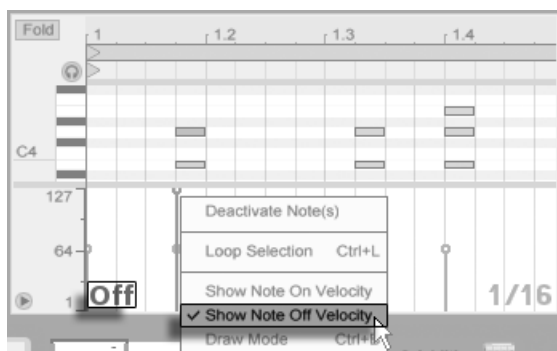 Fold
1 1.2 1.3 1.4
C4
127
Deactivate Note(s)
64
Loop Selection Ctrl+L
Show Note On Velocity
1 Off 1/16
✓ Show Note Off Velocity
Draw Mode